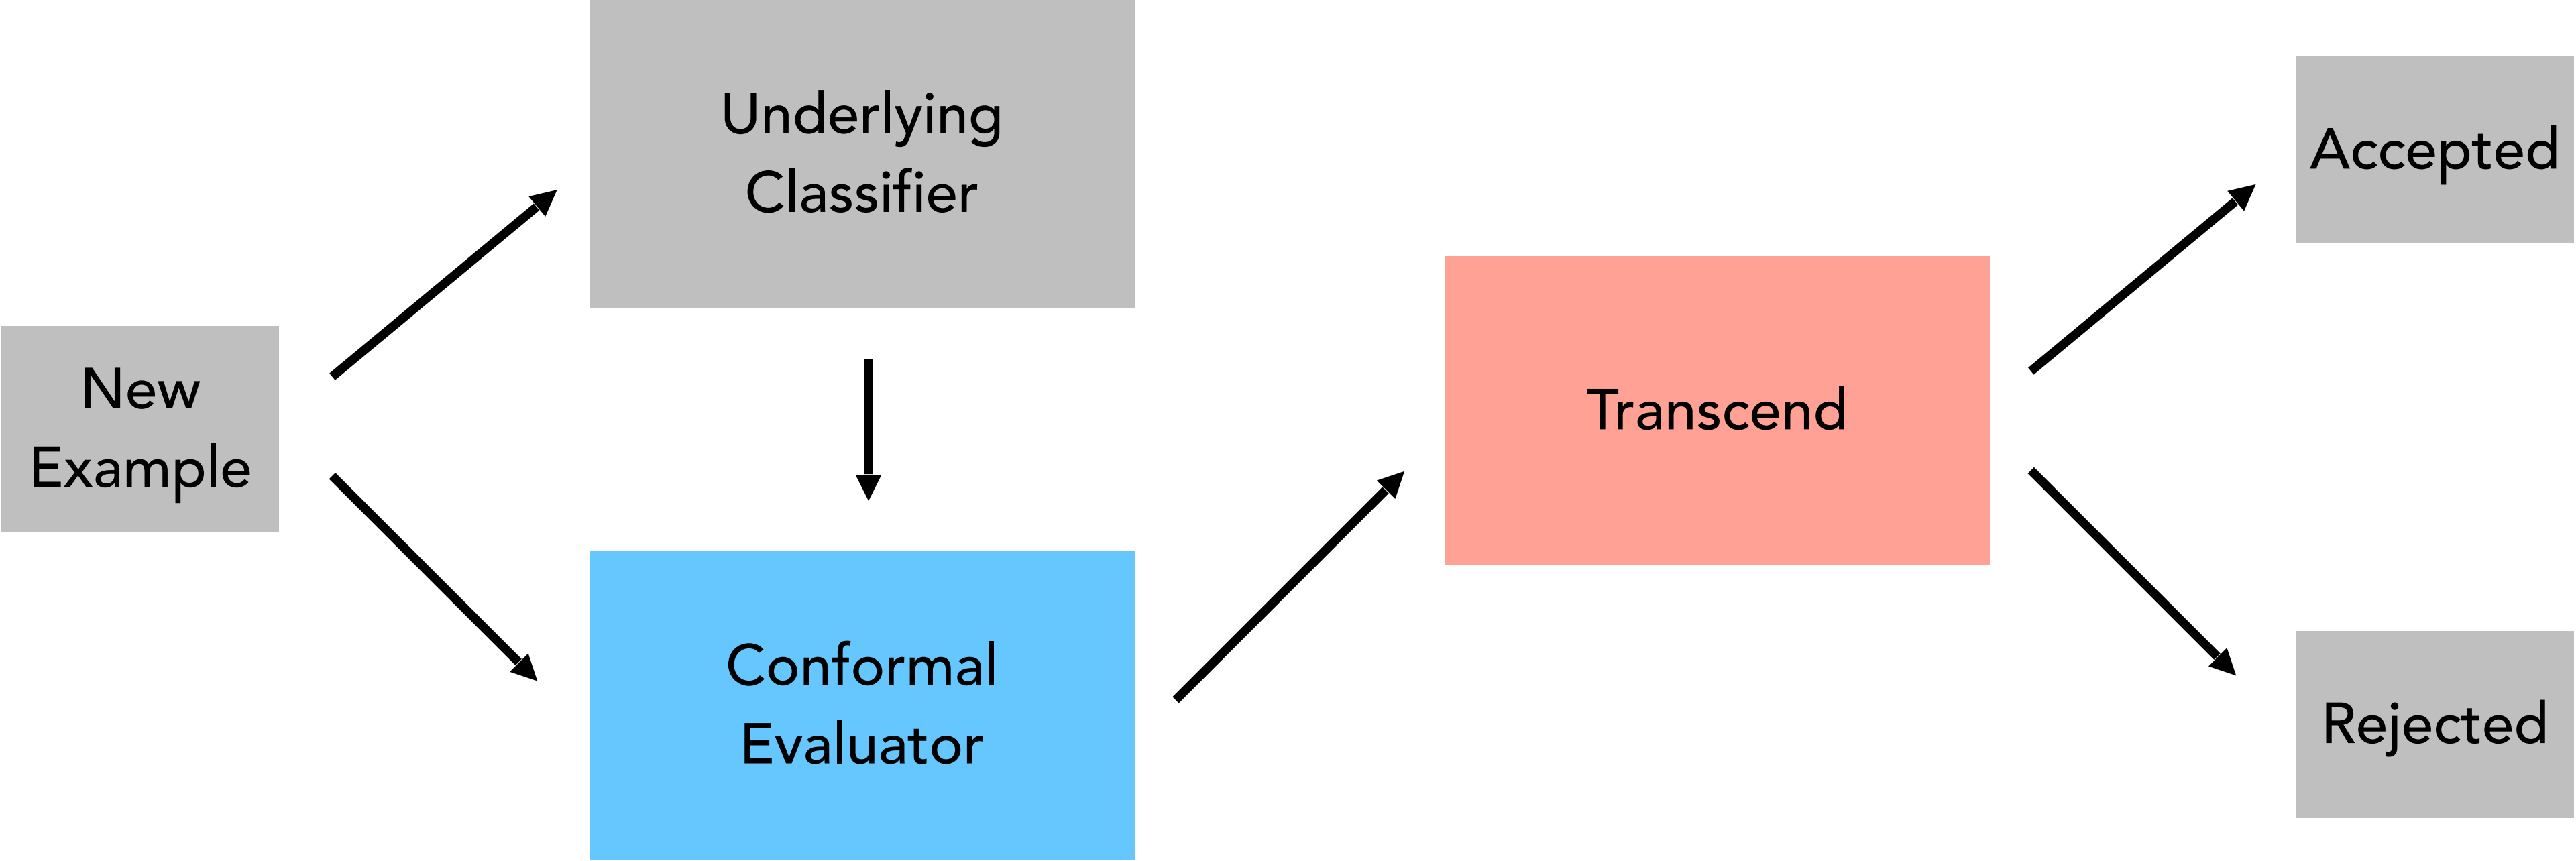 New
Example
Underlying
Classifier
Conformal
Evaluator
Transcend
Accepted
Rejected